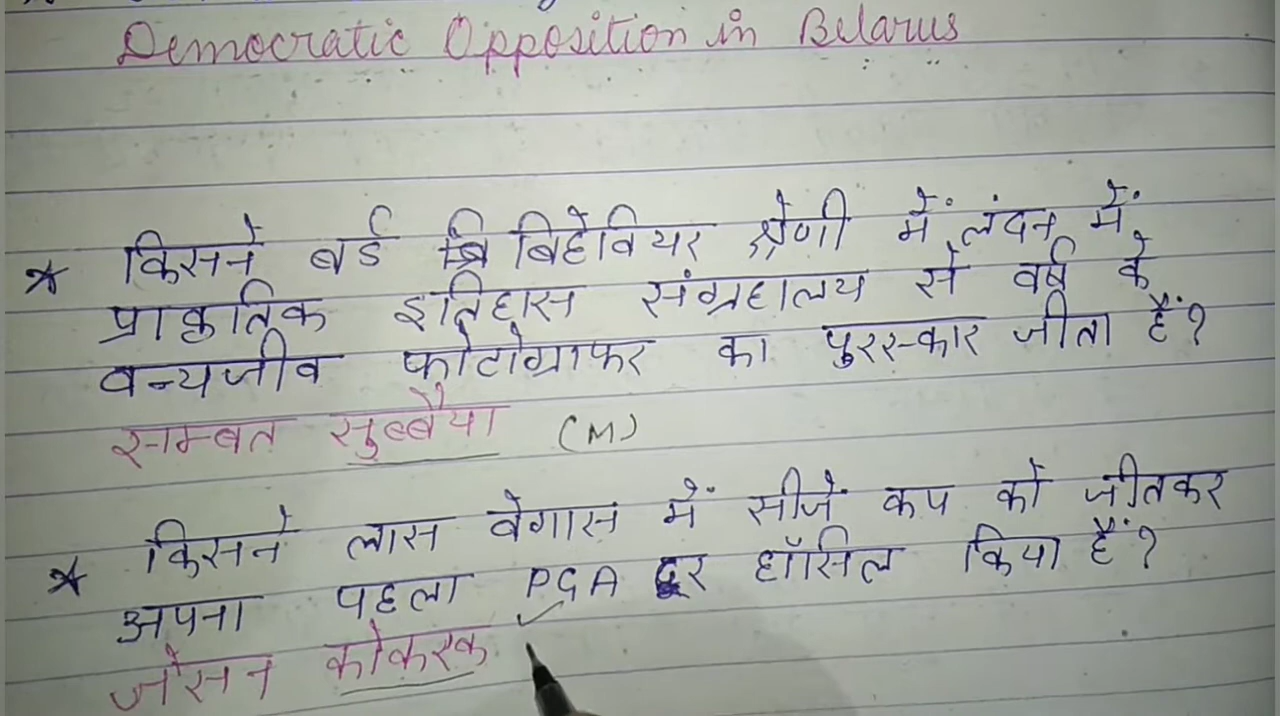 Democratic Opposition in Belarus
* किसने बर्ड बिहेवियर श्रेणी में लंदन में
प्राकृतिक इतिहास संग्रहालय से वर्ष के
वन्यजीव फोटोग्राफर का पुरस्कार जीता हैं?
साम्बत सुब्बैया (M)
* किसने लास वेगास में सीजे कप को जीतकर
अपना पहला PGA टूर हॉसिल किया हैं?
जेसन कोकरक